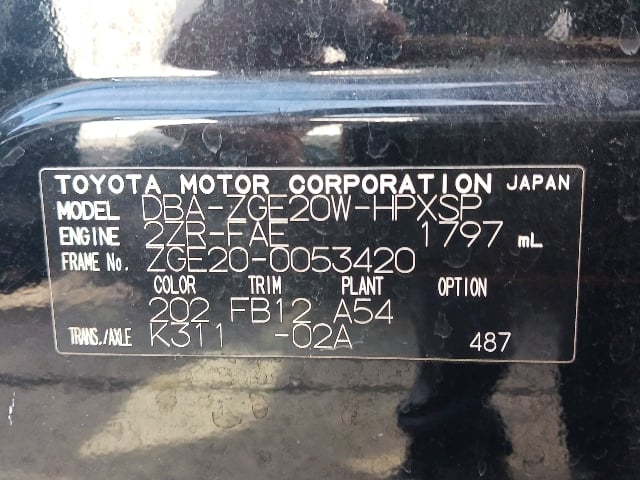 TOYOTA MOTOR CORPORATION JAPAN
MODEL DBA-ZGE20W-HPXSP
ENGINE 2ZR-FAE 1797 mL
FRAME No. ZGE20-0053420
COLOR TRIM PLANT OPTION
202 FB12 A54
TRANS./AXLE K311 -02A 487